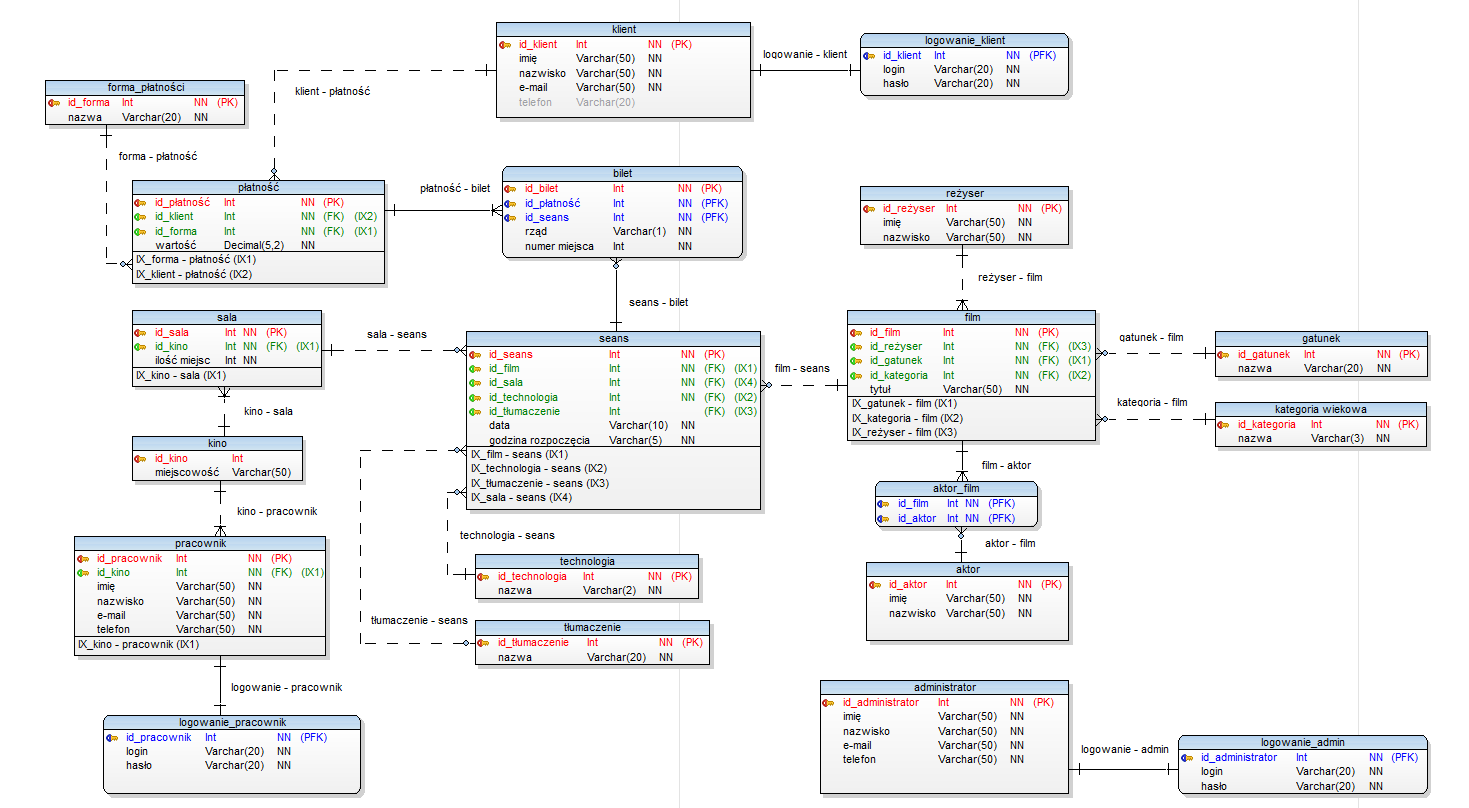 klient
id_klient Int NN (PK)
imię Varchar(50) NN
nazwisko Varchar(50) NN
e-mail Varchar(50) NN
telefon Varchar(20)
logowanie - klient
logowanie_klient
id_klient Int NN (PFK)
login Varchar(20) NN
hasło Varchar(20) NN
klient - płatność
forma_płatności
id_forma Int NN (PK)
nazwa Varchar(20) NN
forma - płatność
płatność
id_płatność Int NN (PK)
id_klient Int NN (FK) (IX2)
id_forma Int NN (FK) (IX1)
wartość Decimal(5,2) NN
IX_forma - płatność (IX1)
IX_klient - płatność (IX2)
płatność - bilet
bilet
id_bilet Int NN (PK)
id_płatność Int NN (PFK)
id_seans Int NN (PFK)
rząd Varchar(1) NN
numer miejsca Int NN
reżyser
id_reżyser Int NN (PK)
imię Varchar(50) NN
nazwisko Varchar(50) NN
reżyser - film
seans - bilet
sala
id_sala Int NN (PK)
id_kino Int NN (FK) (IX1)
ilość miejsc Int NN
IX_kino - sala (IX1)
sala - seans
seans
id_seans Int NN (PK)
id_film Int NN (FK) (IX1)
id_sala Int NN (FK) (IX4)
id_technologia Int NN (FK) (IX2)
id_tłumaczenie Int (FK) (IX3)
data Varchar(10) NN
godzina rozpoczęcia Varchar(5) NN
IX_film - seans (IX1)
IX_technologia - seans (IX2)
IX_tłumaczenie - seans (IX3)
IX_sala - seans (IX4)
film - seans
film
id_film Int NN (PK)
id_reżyser Int NN (FK) (IX3)
id_gatunek Int NN (FK) (IX1)
id_kategoria Int NN (FK) (IX2)
tytuł Varchar(50) NN
IX_gatunek - film (IX1)
IX_kategoria - film (IX2)
IX_reżyser - film (IX3)
gatunek - film
gatunek
id_gatunek Int NN (PK)
nazwa Varchar(20) NN
kategoria - film
kategoria wiekowa
id_kategoria Int NN (PK)
nazwa Varchar(3) NN
kino - sala
kino
id_kino Int
miejscowość Varchar(50)
kino - pracownik
film - aktor
aktor_film
id_film Int NN (PFK)
id_aktor Int NN (PFK)
aktor - film
aktor
id_aktor Int NN (PK)
imię Varchar(50) NN
nazwisko Varchar(50) NN
pracownik
id_pracownik Int NN (PK)
id_kino Int NN (FK) (IX1)
imię Varchar(50) NN
nazwisko Varchar(50) NN
e-mail Varchar(50) NN
telefon Varchar(50) NN
IX_kino - pracownik (IX1)
technologia - seans
technologia
id_technologia Int NN (PK)
nazwa Varchar(2) NN
tłumaczenie - seans
tłumaczenie
id_tłumaczenie Int NN (PK)
nazwa Varchar(20) NN
logowanie - pracownik
logowanie_pracownik
id_pracownik Int NN (PFK)
login Varchar(20) NN
hasło Varchar(20) NN
administrator
id_administrator Int NN (PK)
imię Varchar(50) NN
nazwisko Varchar(50) NN
e-mail Varchar(50) NN
telefon Varchar(50) NN
logowanie - admin
logowanie_admin
id_administrator Int NN (PFK)
login Varchar(20) NN
hasło Varchar(20) NN